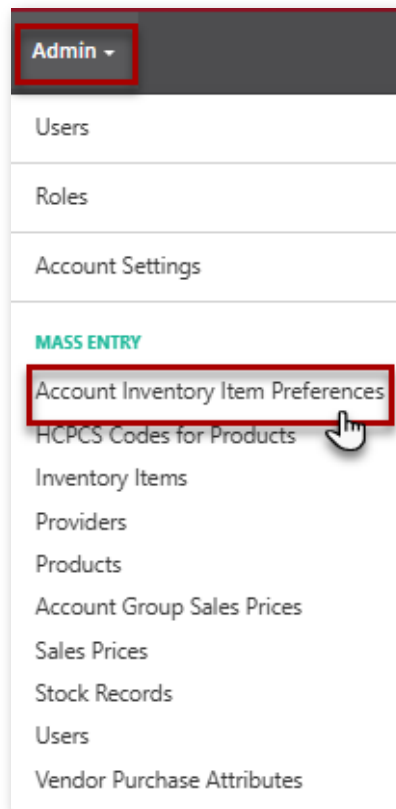 Admin
Users
Roles
Account Settings
MASS ENTRY
Account Inventory Item Preferences
HCPCS Codes for Products
Inventory Items
Providers
Products
Account Group Sales Prices
Sales Prices
Stock Records
Users
Vendor Purchase Attributes